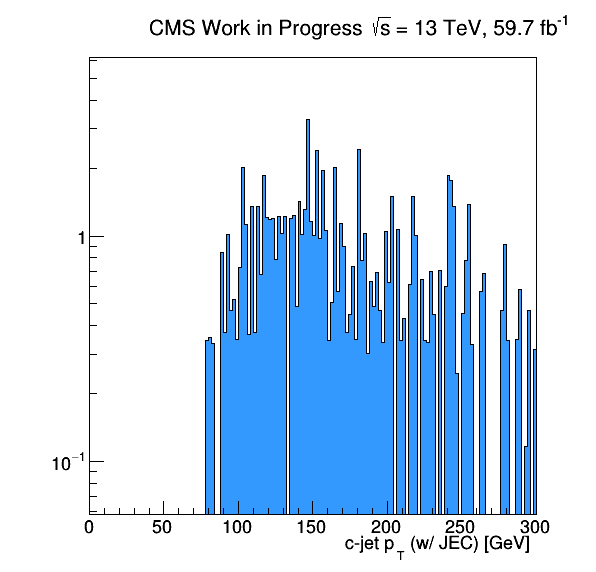 CMS Work in Progress √s = 13 TeV, 59.7 fb⁻¹
1
10⁻¹
0 50 100 150 200 250 300
c-jet p_T (w/ JEC) [GeV]